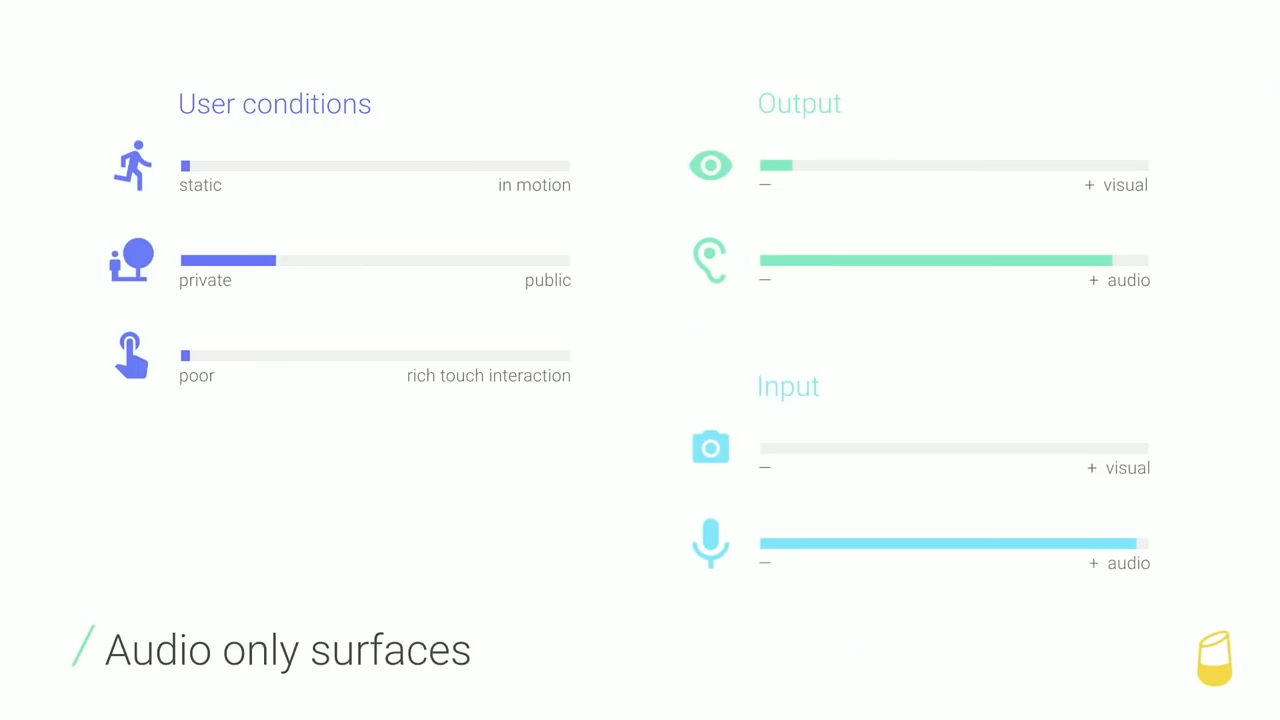 User conditions
static in motion
private public
poor rich touch interaction
Output
– + visual
– + audio
Input
– + visual
– + audio
/ Audio only surfaces